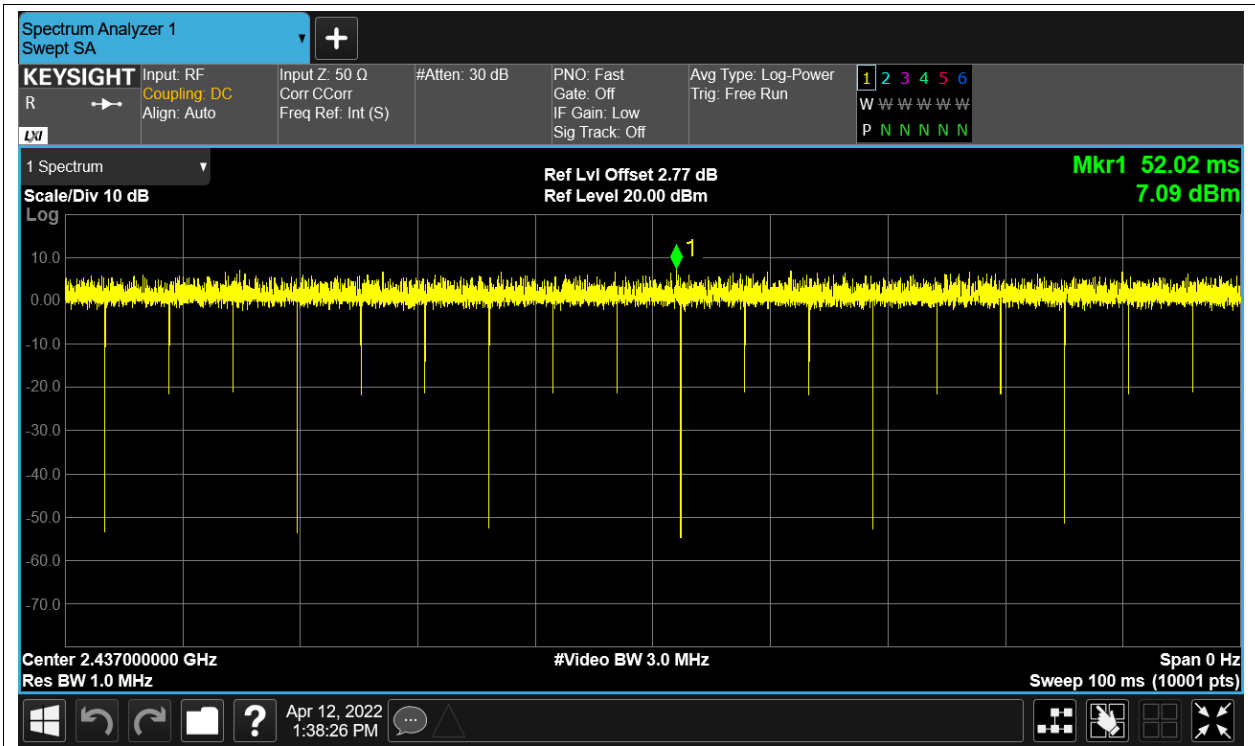 Spectrum Analyzer 1
Swept SA
KEYSIGHT
R
LXI
Input: RF
Coupling: DC
Align: Auto
Input Z: 50 Ω
Corr CCorr
Freq Ref: Int (S)
#Atten: 30 dB
PNO: Fast
Gate: Off
IF Gain: Low
Sig Track: Off
Avg Type: Log-Power
Trig: Free Run
1 2 3 4 5 6
W W W W W W
P N N N N N
1 Spectrum
Scale/Div 10 dB
Ref Lvl Offset 2.77 dB
Ref Level 20.00 dBm
Mkr1 52.02 ms
7.09 dBm
Log
1
10.0
0.00
-10.0
-20.0
-30.0
-40.0
-50.0
-60.0
-70.0
Center 2.437000000 GHz
Res BW 1.0 MHz
#Video BW 3.0 MHz
Span 0 Hz
Sweep 100 ms (10001 pts)
?
Apr 12, 2022
1:38:26 PM